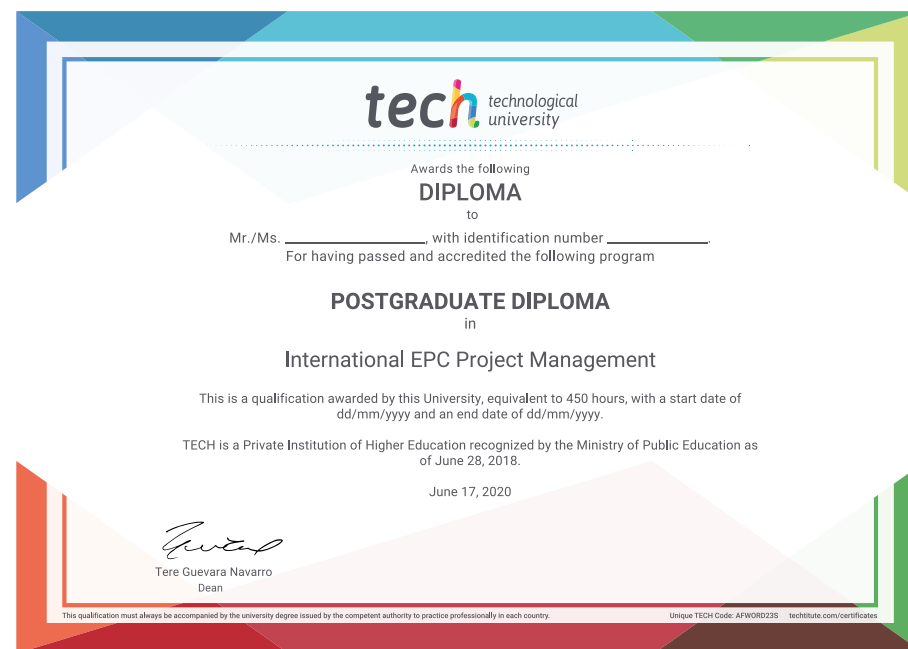 tech technological
university
Awards the following
DIPLOMA
to
Mr./Ms. ____________________, with identification number ______________.
For having passed and accredited the following program
POSTGRADUATE DIPLOMA
in
International EPC Project Management
This is a qualification awarded by this University, equivalent to 450 hours, with a start date of
dd/mm/yyyy and an end date of dd/mm/yyyy.
TECH is a Private Institution of Higher Education recognized by the Ministry of Public Education as
of June 28, 2018.
June 17, 2020
Tere Guevara Navarro
Dean
This qualification must always be accompanied by the university degree issued by the competent authority to practice professionally in each country. Unique TECH Code: AFWORD23S techtitute.com/certificates